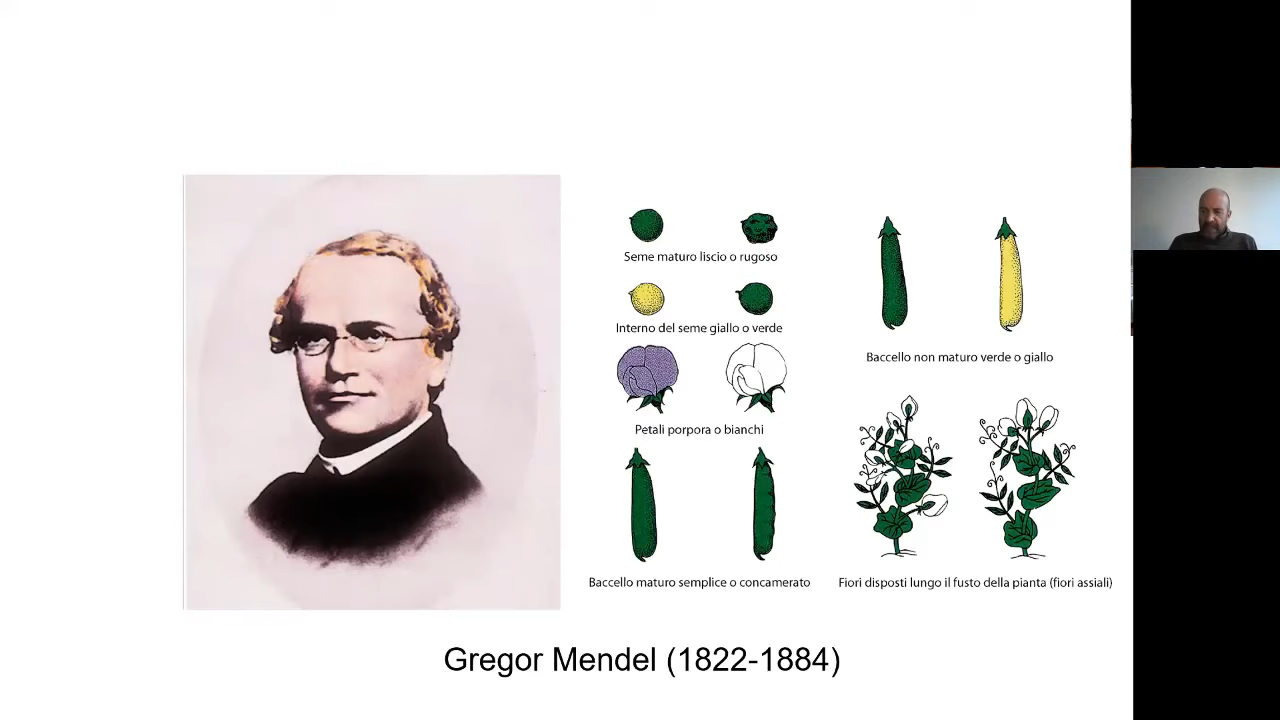 Seme maturo liscio o rugoso
Interno del seme giallo o verde
Petali porpora o bianchi
Baccello maturo semplice o concamerato
Baccello non maturo verde o giallo
Fiori disposti lungo il fusto della pianta (fiori assiali)
Gregor Mendel (1822-1884)